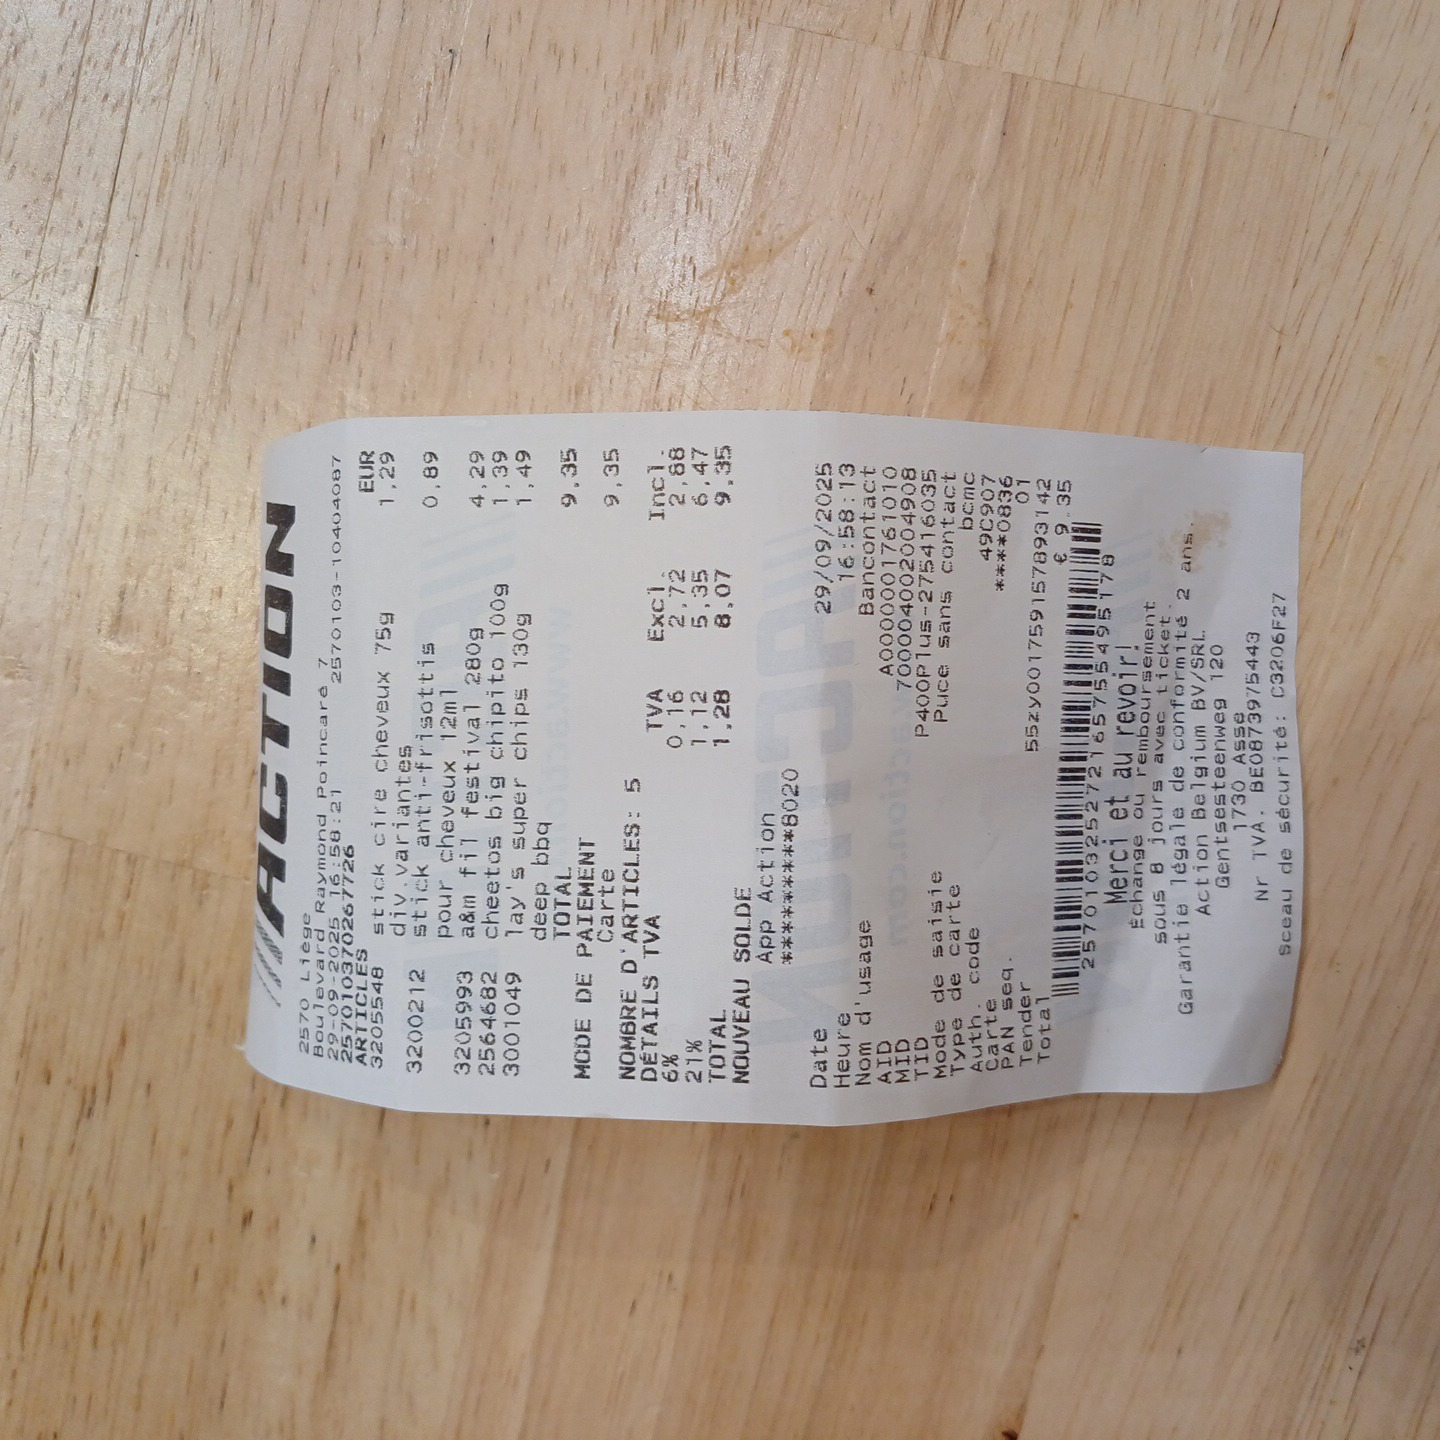 ACTION
2570 Liège
Boulevard Raymond Poincaré 7
29-09-2025 16:58:21 2570103-1040408?
257010370267726
ARTICLES EUR
3205548 stick cire cheveux 75g 1,29
div.variantes
3200212 stick anti-frisottis 0,89
pour cheveux 12ml
3205993 a&m fil festival 280g 4,29
2564682 cheetos big chipito 100g 1,39
3001049 lay's super chips 130g 1,49
deep bbq
TOTAL 9,35
MODE DE PAIEMENT
Carte 9,35
NOMBRE D'ARTICLES: 5
DÉTAILS TVA TVA Excl. Incl.
6% 0,16 2,72 2,88
21% 1,12 5,35 6,47
TOTAL 1,28 8,07 9,35
NOUVEAU SOLDE
App Action
*********8020
Date 29/09/2025
Heure 16:58:13
Nom d'usage Bancontact
AID A0000001761010
MID 7000040020004908
TID P400Plus-275416035
Mode de saisie Puce sans contact
Type de carte bcmc
Auth. code 49C907
Carte ****0836
PAN seq. 01
Tender 55zy001759157893142
Total € 9.35
2570103252721657554951?8
Merci et au revoir!
Échange ou remboursement
sous 8 jours avec ticket.
Garantie légale de conformité 2 ans.
Action Belgium BV/SRL
Gentsesteenweg 120
1730 Asse
Nr TVA. BE0873975443
Sceau de sécurité: C3206F27